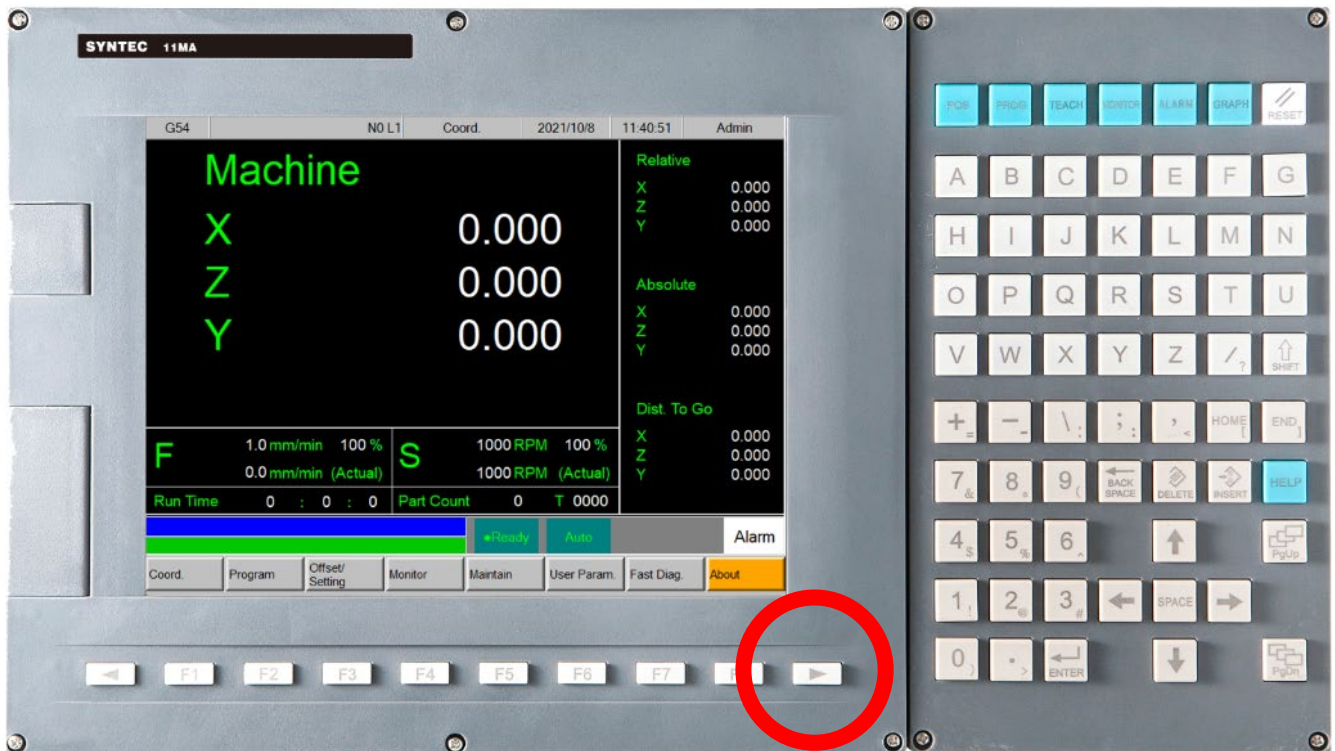 SYNTEC 11MA
G54 N0 L1 Coord. 2021/10/8 11:40:51 Admin
Machine
X 0.000
Z 0.000
Y 0.000
Relative
X 0.000
Z 0.000
Y 0.000
Absolute
X 0.000
Z 0.000
Y 0.000
Dist. To Go
X 0.000
Z 0.000
Y 0.000
F 1.0 mm/min 100 %
0.0 mm/min (Actual)
S 1000 RPM 100 %
1000 RPM (Actual)
Run Time 0 : 0 : 0 Part Count 0 T 0000
●Ready Auto Alarm
Coord. Program Offset/ Setting Monitor Maintain User Param. Fast Diag. About
◄ F1 F2 F3 F4 F5 F6 F7 ►
POS PROG TEACH MONITOR ALARM GRAPH RESET
A B C D E F G
H I J K L M N
O P Q R S T U
V W X Y Z / ? SHIFT
+ = - _ \ : ; : , < HOME [ END ]
7 & 8 * 9 ( BACK SPACE DELETE INSERT HELP
4 $ 5 % 6 ^ ↑ PgUp
1 ! 2 @ 3 # ← SPACE →
0 ) . > ENTER ↓ PgDn